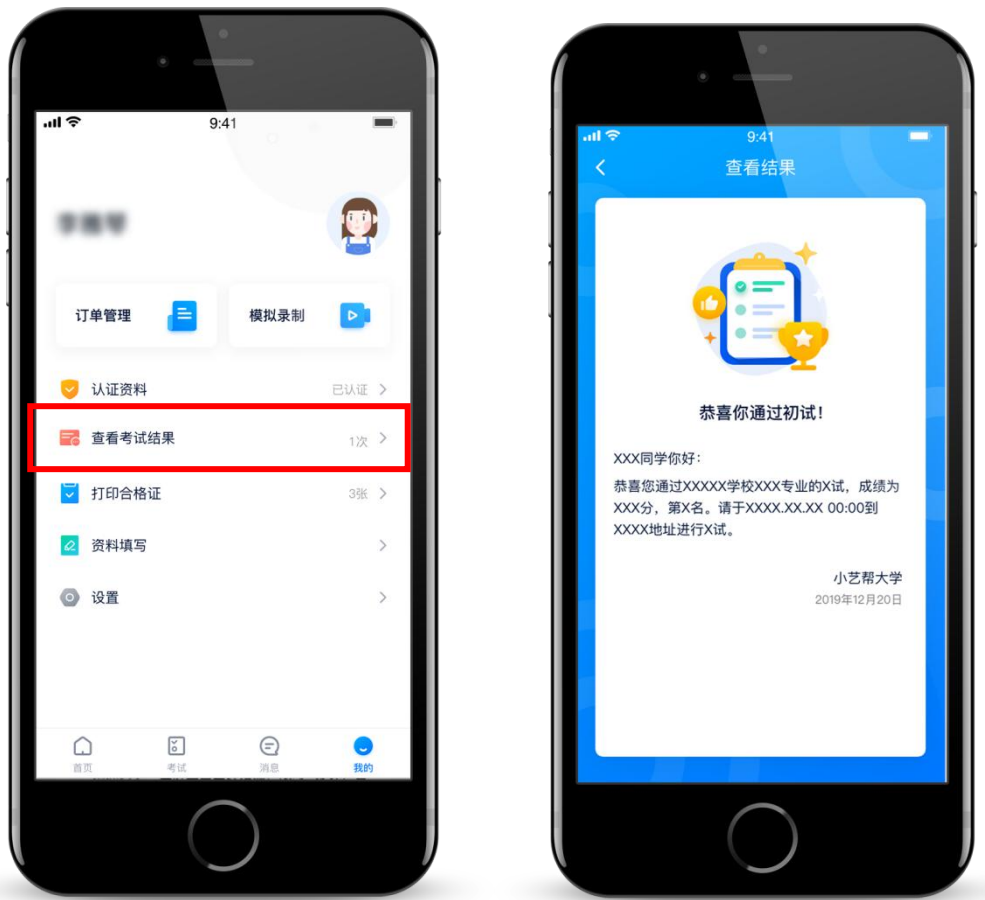 9:41
订单管理
模拟录制
认证资料
已认证
查看考试结果
1次
打印合格证
3张
资料填写
设置
首页
考试
消息
我的
9:41
查看结果
恭喜你通过初试！
XXX同学你好：
恭喜您通过XXXXX学校XXX专业的X试，成绩为
XXX分，第X名。请于XXXX.XX.XX 00:00到
XXXX地址进行X试。
小艺帮大学
2019年12月20日